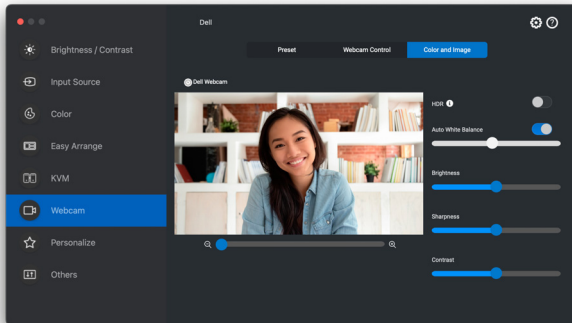 Dell
Brightness / Contrast
Input Source
Color
Easy Arrange
KVM
Webcam
Personalize
Others
Preset
Webcam Control
Color and Image
Dell Webcam
HDR
Auto White Balance
Brightness
Sharpness
Contrast